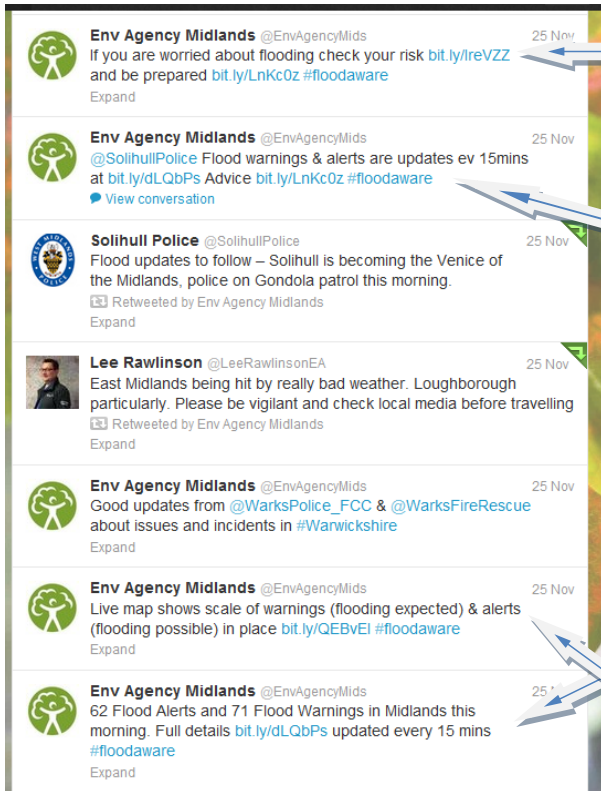 Env Agency Midlands @EnvAgencyMids 25 Nov
If you are worried about flooding check your risk bit.ly/IreVZZ
and be prepared bit.ly/LnKc0z #floodaware
Expand
Env Agency Midlands @EnvAgencyMids 25 Nov
@SolihullPolice Flood warnings & alerts are updates ev 15mins
at bit.ly/dLQbPs Advice bit.ly/LnKc0z #floodaware
View conversation
WEST MIDLANDS
POLICE
Solihull Police @SolihullPolice 25 Nov
Flood updates to follow – Solihull is becoming the Venice of
the Midlands, police on Gondola patrol this morning.
Retweeted by Env Agency Midlands
Expand
Lee Rawlinson @LeeRawlinsonEA 25 Nov
East Midlands being hit by really bad weather. Loughborough
particularly. Please be vigilant and check local media before travelling
Retweeted by Env Agency Midlands
Expand
Env Agency Midlands @EnvAgencyMids 25 Nov
Good updates from @WarksPolice_FCC & @WarksFireRescue
about issues and incidents in #Warwickshire
Expand
Env Agency Midlands @EnvAgencyMids 25 Nov
Live map shows scale of warnings (flooding expected) & alerts
(flooding possible) in place bit.ly/QEBvEl #floodaware
Expand
Env Agency Midlands @EnvAgencyMids 25
62 Flood Alerts and 71 Flood Warnings in Midlands this
morning. Full details bit.ly/dLQbPs updated every 15 mins
#floodaware
Expand